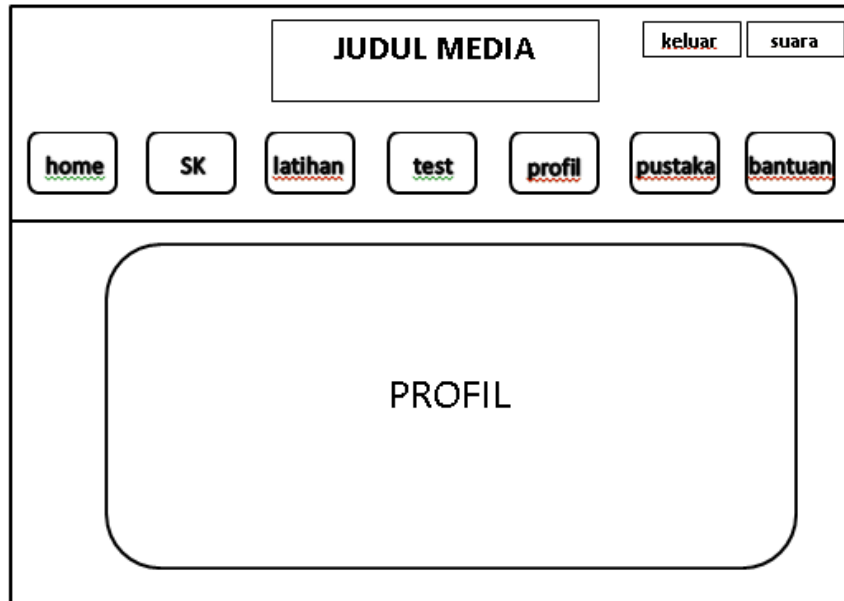 JUDUL MEDIA
keluar
suara
home
SK
latihan
test
profil
pustaka
bantuan
PROFIL